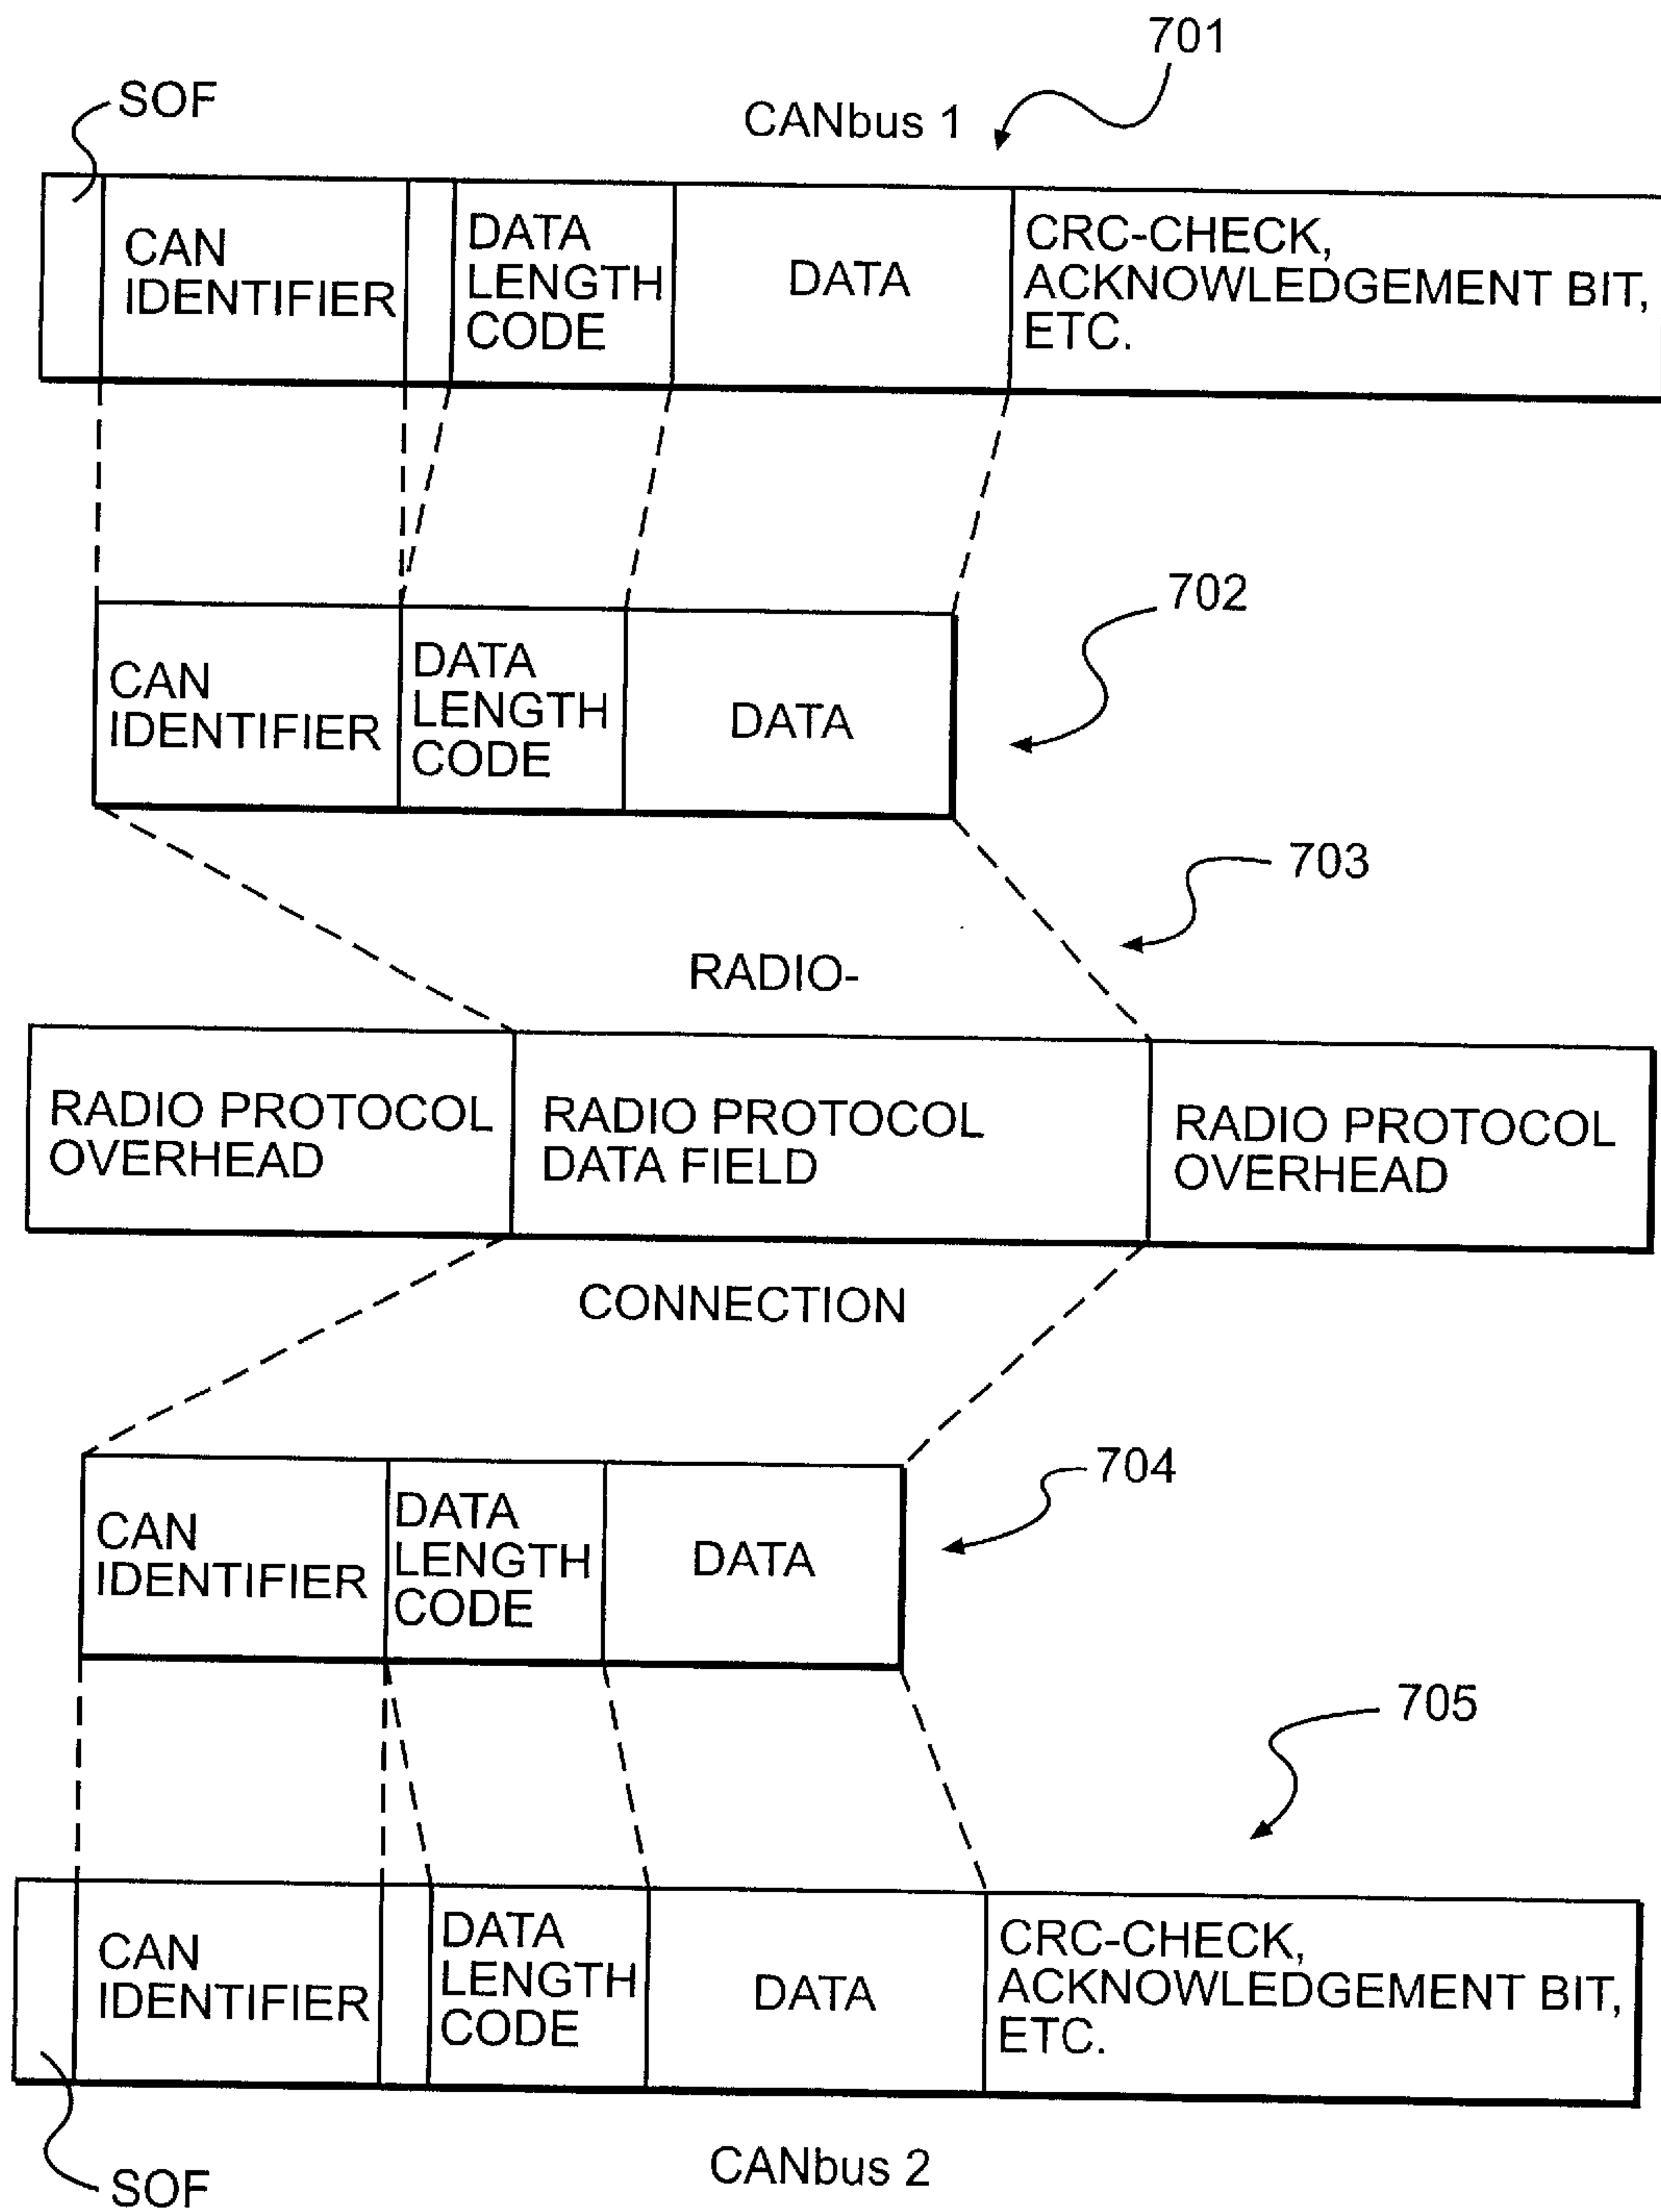 701
SOF
CANbus 1
CAN
IDENTIFIER
DATA
LENGTH
CODE
DATA
CRC-CHECK,
ACKNOWLEDGEMENT BIT,
ETC.
702
CAN
IDENTIFIER
DATA
LENGTH
CODE
DATA
703
RADIO-
RADIO PROTOCOL
OVERHEAD
RADIO PROTOCOL
DATA FIELD
RADIO PROTOCOL
OVERHEAD
CONNECTION
704
CAN
IDENTIFIER
DATA
LENGTH
CODE
DATA
705
CAN
IDENTIFIER
DATA
LENGTH
CODE
DATA
CRC-CHECK,
ACKNOWLEDGEMENT BIT,
ETC.
SOF
CANbus 2